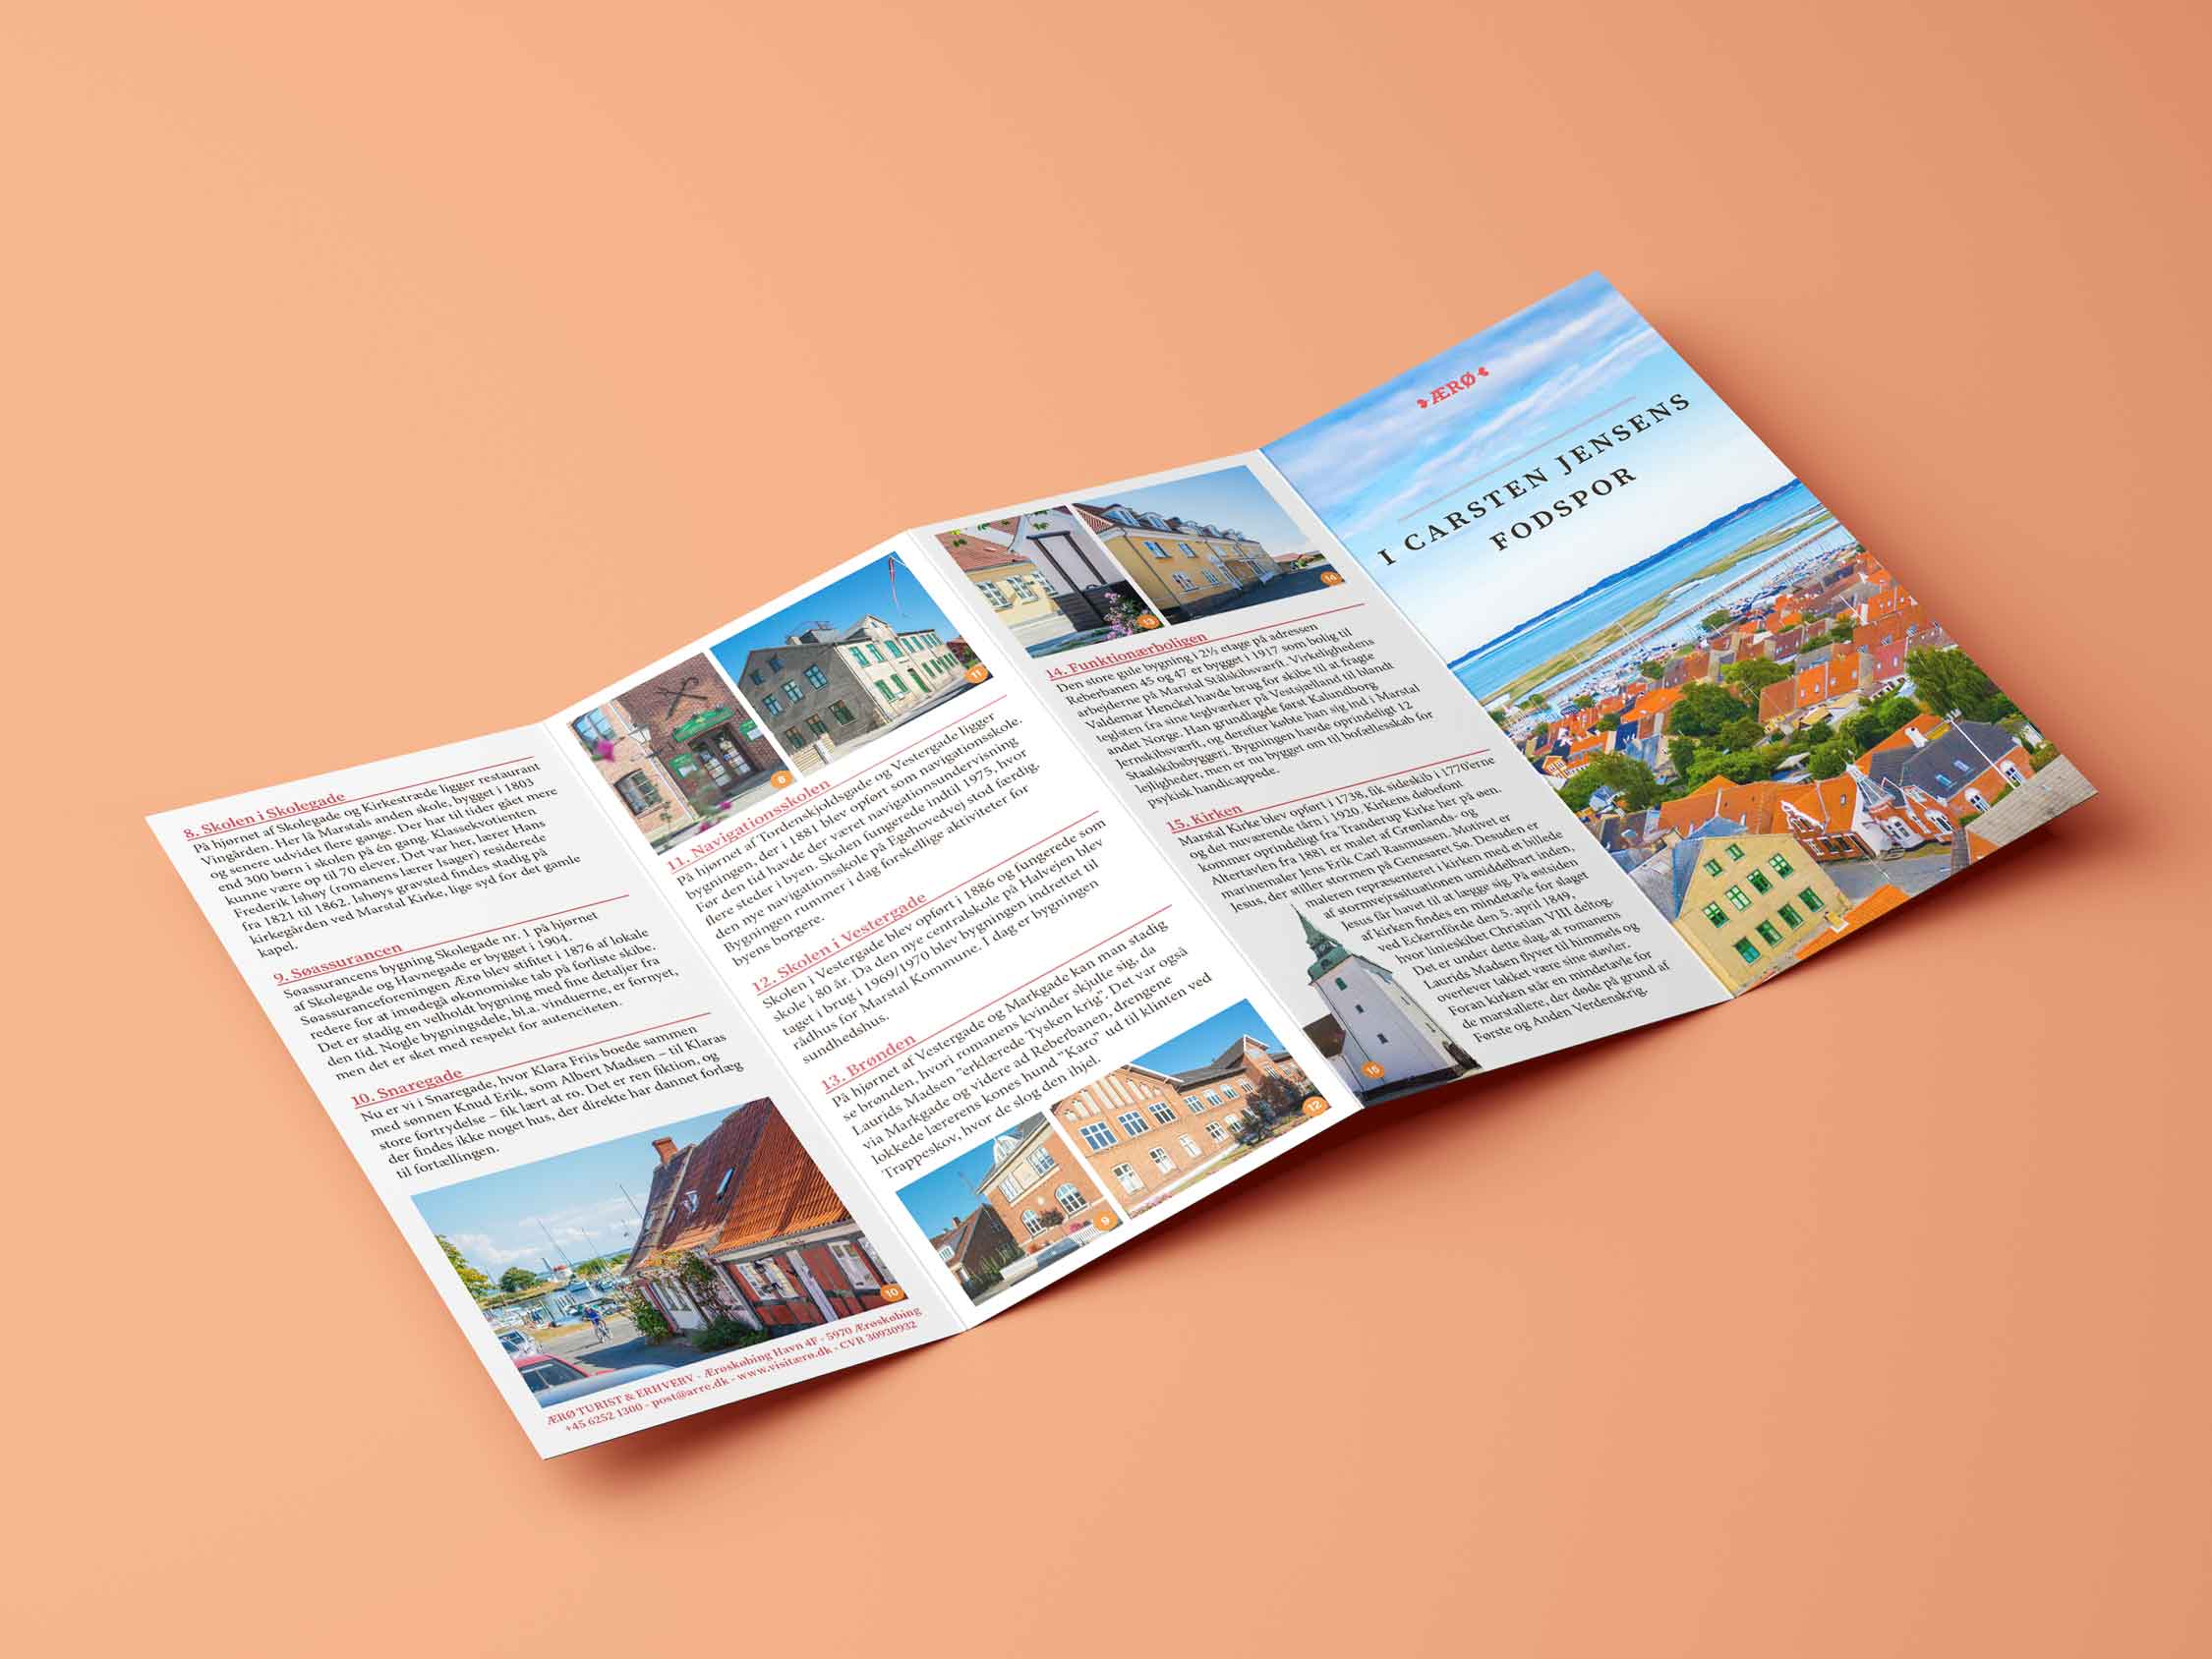 8. Skolen i Skolegade
På hjørnet af Skolegade og Kirkestræde ligger restaurant
Vingården. Her lå Marstals anden skole, bygget i 1803
og senere udvidet flere gange. Der har til tider gået mere
end 300 børn i skolen på én gang. Klassekvotienten
kunne være op til 70 elever. Det var her, lærer Hans
Frederik Ishøy (romanens lærer Isager) residerede
fra 1821 til 1862. Ishøys gravsted findes stadig på
kirkegården ved Marstal Kirke, lige syd for det gamle
kapel.
9. Søassurancen
Søassurancens bygning Skolegade nr. 1 på hjørnet
af Skolegade og Havnegade er bygget i 1904.
Søassuranceforeningen Ærø blev stiftet i 1876 af lokale
redere for at imødegå økonomiske tab på forliste skibe.
Det er stadig en velholdt bygning med fine detaljer fra
den tid. Nogle bygningsdele, bl.a. vinduerne, er fornyet,
men det er sket med respekt for autenciteten.
10. Snaregade
Nu er vi i Snaregade, hvor Klara Friis boede sammen
med sønnen Knud Erik, som Albert Madsen – til Klaras
store fortrydelse – fik lært at ro. Det er ren fiktion, og
der findes ikke noget hus, der direkte har dannet forlæg
til fortællingen.
10
ÆRØ TURIST & ERHVERV - Ærøskøbing Havn 4F - 5970 Ærøskøbing
+45 6252 1300 - post@arre.dk - www.visitærø.dk - CVR 30930932
8
11
11. Navigationsskolen
På hjørnet af Tordenskjoldsgade og Vestergade ligger
bygningen, der i 1881 blev opført som navigationsskole.
Før den tid havde der været navigationsundervisning
flere steder i byen. Skolen fungerede indtil 1975, hvor
den nye navigationsskole på Egehovedvej stod færdig.
Bygningen rummer i dag forskellige aktiviteter for
byens borgere.
12. Skolen i Vestergade
Skolen i Vestergade blev opført i 1886 og fungerede som
skole i 80 år. Da den nye centralskole på Halvejen blev
taget i brug i 1969/1970 blev bygningen indrettet til
rådhus for Marstal Kommune. I dag er bygningen
sundhedshus.
13. Brønden
På hjørnet af Vestergade og Markgade kan man stadig
se brønden, hvori romanens kvinder skjulte sig, da
Laurids Madsen "erklærede Tysken krig". Det var også
via Markgade og videre ad Reberbanen, drengene
lokkede lærerens kones hund "Karo" ud til klinten ved
Trappeskov, hvor de slog den ihjel.
9
12
13
14
14. Funktionærboligen
Den store gule bygning i 2½ etage på adressen
Reberbanen 45 og 47 er bygget i 1917 som bolig til
arbejderne på Marstal Stålskibsværft. Virkelighedens
Valdemar Henckel havde brug for skibe til at fragte
teglsten fra sine teglværker på Vestsjælland til blandt
andet Norge. Han grundlagde først Kalundborg
Jernskibsværft, og derefter købte han sig ind i Marstal
Staalskibsbyggeri. Bygningen havde oprindeligt 12
lejligheder, men er nu bygget om til bofællesskab for
psykisk handicappede.
15. Kirken
Marstal Kirke blev opført i 1738, fik sideskib i 1770'erne
og det nuværende tårn i 1920. Kirkens døbefont
kommer oprindeligt fra Tranderup Kirke her på øen.
Altertavlen fra 1881 er malet af Grønlands- og
marinemaler Jens Erik Carl Rasmussen. Motivet er
Jesus, der stiller stormen på Genesaret Sø. Desuden er
maleren repræsenteret i kirken med et billede
af stormvejrssituationen umiddelbart inden,
Jesus får havet til at lægge sig. På østsiden
af kirken findes en mindetavle for slaget
ved Eckernförde den 5. april 1849,
hvor linieskibet Christian VIII deltog.
Det er under dette slag, at romanens
Laurids Madsen flyver til himmels og
overlever takket være sine støvler.
Foran kirken står en mindetavle for
de marstallere, der døde på grund af
Første og Anden Verdenskrig.
15
ÆRØ
I CARSTEN JENSENS
FODSPOR